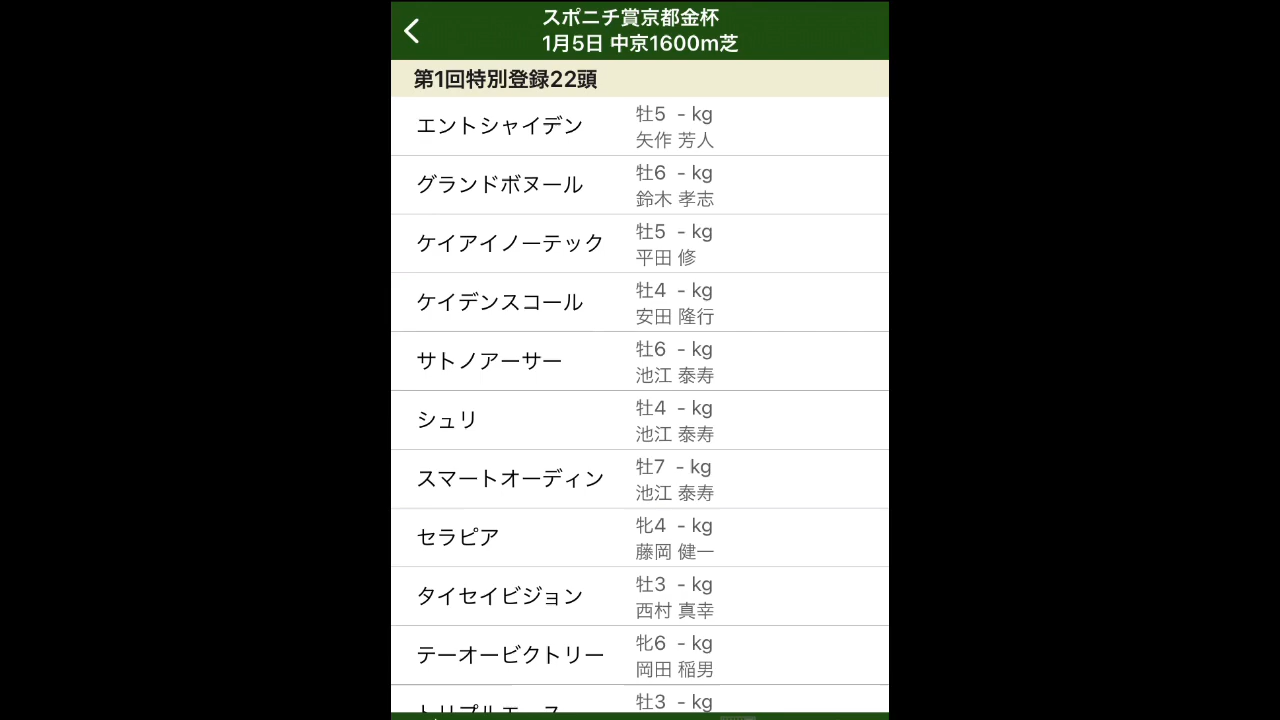 スポニチ賞京都金杯
1月5日 中京1600m芝
第1回特別登録22頭
エントシャイデン
牡5 - kg
矢作 芳人
グランドボヌール
牡6 - kg
鈴木 孝志
ケイアイノーテック
牡5 - kg
平田 修
ケイデンスコール
牡4 - kg
安田 隆行
サトノアーサー
牡6 - kg
池江 泰寿
シュリ
牡4 - kg
池江 泰寿
スマートオーディン
牡7 - kg
池江 泰寿
セラピア
牝4 - kg
藤岡 健一
タイセイビジョン
牡3 - kg
西村 真幸
テーオービクトリー
牝6 - kg
岡田 稲男
トリプルエース
牡3 - kg